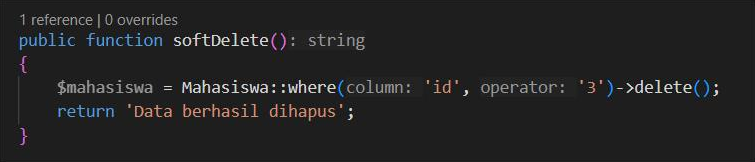 1 reference | 0 overrides
public function softDelete(): string
{
    $mahasiswa = Mahasiswa::where(column: 'id', operator: '3')->delete();
    return 'Data berhasil dihapus';
}